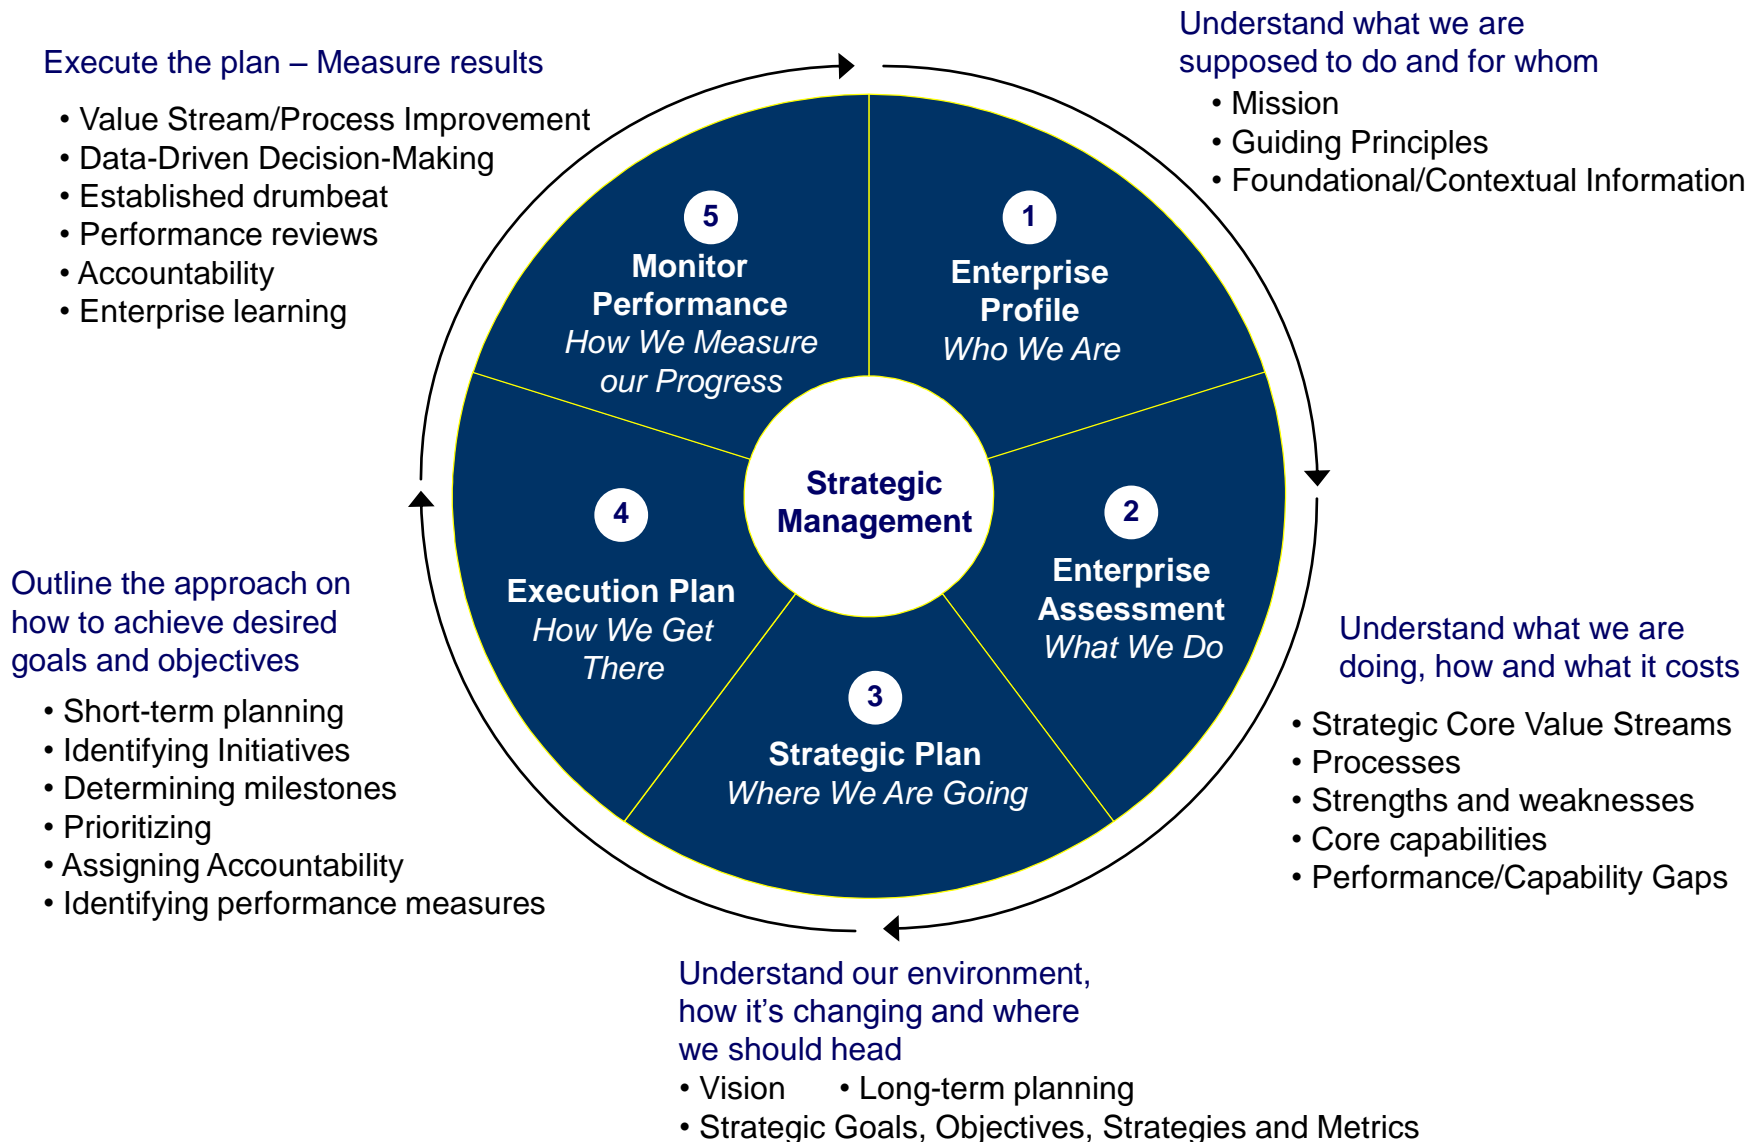 Understand what we are
supposed to do and for whom
• Mission
• Guiding Principles
• Foundational/Contextual Information
Execute the plan – Measure results
• Value Stream/Process Improvement
• Data-Driven Decision-Making
• Established drumbeat
• Performance reviews
• Accountability
• Enterprise learning
5
Monitor
Performance
How We Measure
our Progress
1
Enterprise
Profile
Who We Are
Strategic
Management
4
Execution Plan
How We Get
There
2
Enterprise
Assessment
What We Do
3
Strategic Plan
Where We Are Going
Outline the approach on
how to achieve desired
goals and objectives
• Short-term planning
• Identifying Initiatives
• Determining milestones
• Prioritizing
• Assigning Accountability
• Identifying performance measures
Understand what we are
doing, how and what it costs
• Strategic Core Value Streams
• Processes
• Strengths and weaknesses
• Core capabilities
• Performance/Capability Gaps
Understand our environment,
how it’s changing and where
we should head
• Vision • Long-term planning
• Strategic Goals, Objectives, Strategies and Metrics